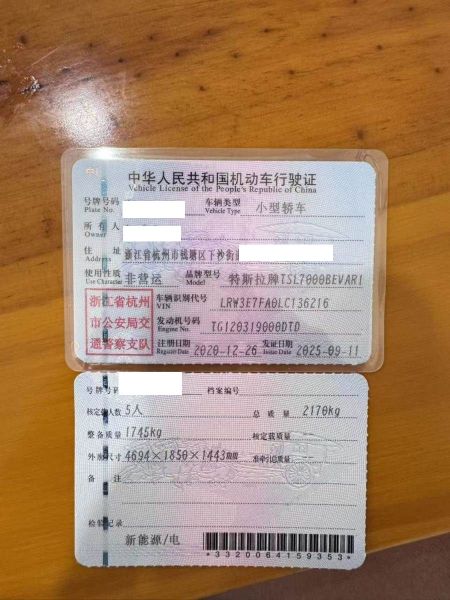 中华人民共和国机动车行驶证
Vehicle License of the People's Republic of China
号牌号码 车辆类型 小型轿车
Plate No. Vehicle Type
所有人
Owner
住址 浙江省杭州市钱塘区下沙街道
Address
使用性质 非营运 品牌型号 特斯拉牌TSL7000BEVAR1
Use Character Model
浙江省杭州市公安局交通警察支队
车辆识别代号 LRW3E7FA0LC136216
VIN
发动机号码 TG120319000DTD
Engine No.
注册日期 2020-12-26 发证日期 2025-09-11
Register Date Issue Date
号牌号码 档案编号
核定载人数 5人 总质量 2170kg
整备质量 1745kg 核定载质量 --
外廓尺寸 4694×1850×1443mm 准牵引总质量 --
备注
检验记录
新能源/电
*3320064159353*